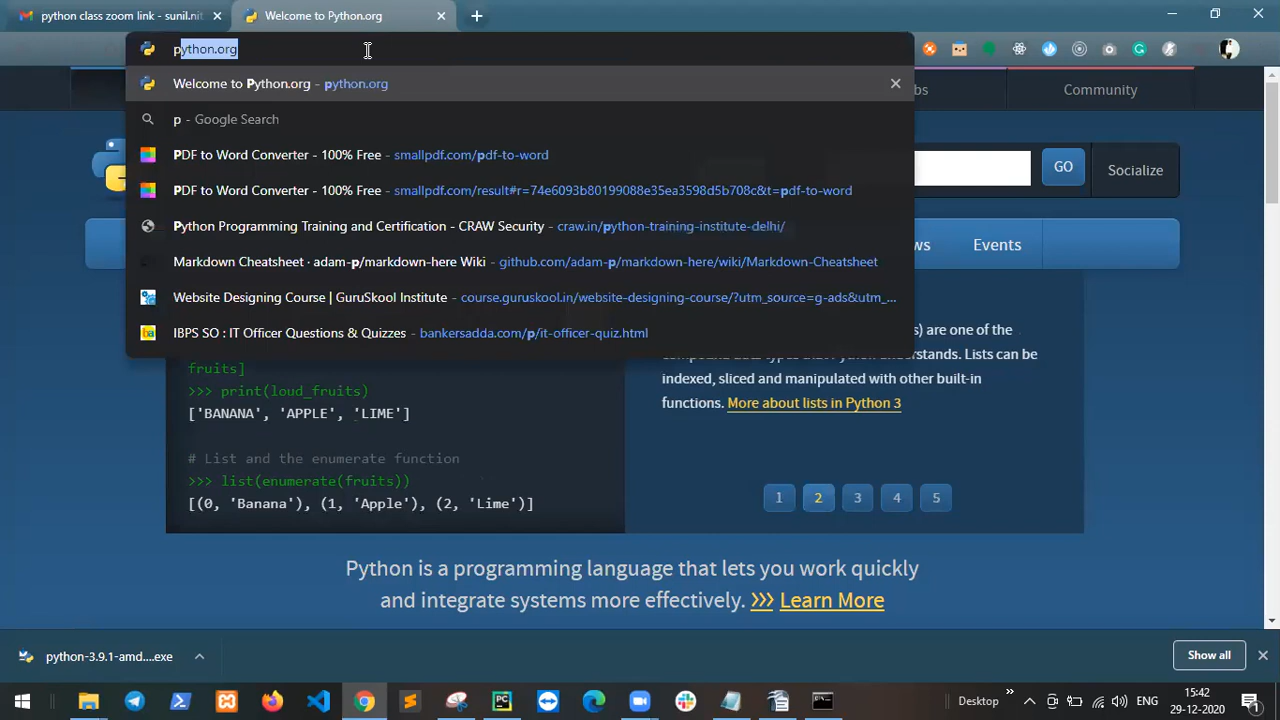 python class zoom link - sunil.nit
Welcome to Python.org
python.org
Welcome to Python.org - python.org
p - Google Search
PDF to Word Converter - 100% Free - smallpdf.com/pdf-to-word
PDF to Word Converter - 100% Free - smallpdf.com/result#r=74e6093b80199088e35ea3598d5b708c&t=pdf-to-word
Python Programming Training and Certification - CRAW Security - craw.in/python-training-institute-delhi/
Markdown Cheatsheet · adam-p/markdown-here Wiki - github.com/adam-p/markdown-here/wiki/Markdown-Cheatsheet
Website Designing Course | GuruSkool Institute - course.guruskool.in/website-designing-course/?utm_source=g-ads&utm_...
IBPS SO : IT Officer Questions & Quizzes - bankersadda.com/p/it-officer-quiz.html
Community
GO
Socialize
Events
) are one of the
understands. Lists can be
indexed, sliced and manipulated with other built-in
functions. More about lists in Python 3
fruits]
>>> print(loud_fruits)
['BANANA', 'APPLE', 'LIME']
# List and the enumerate function
>>> list(enumerate(fruits))
[(0, 'Banana'), (1, 'Apple'), (2, 'Lime')]
1 2 3 4 5
Python is a programming language that lets you work quickly
and integrate systems more effectively. >>> Learn More
python-3.9.1-amd....exe
Show all
Desktop
ENG
15:42
29-12-2020